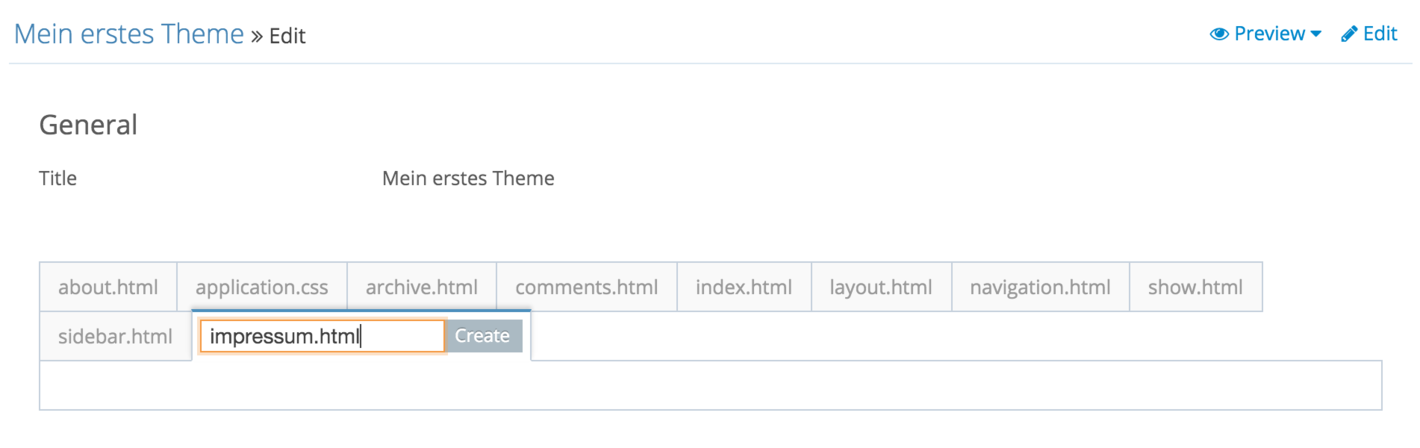 Mein erstes Theme » Edit Preview Edit
General
Title Mein erstes Theme
about.html application.css archive.html comments.html index.html layout.html navigation.html show.html
sidebar.html impressum.html Create